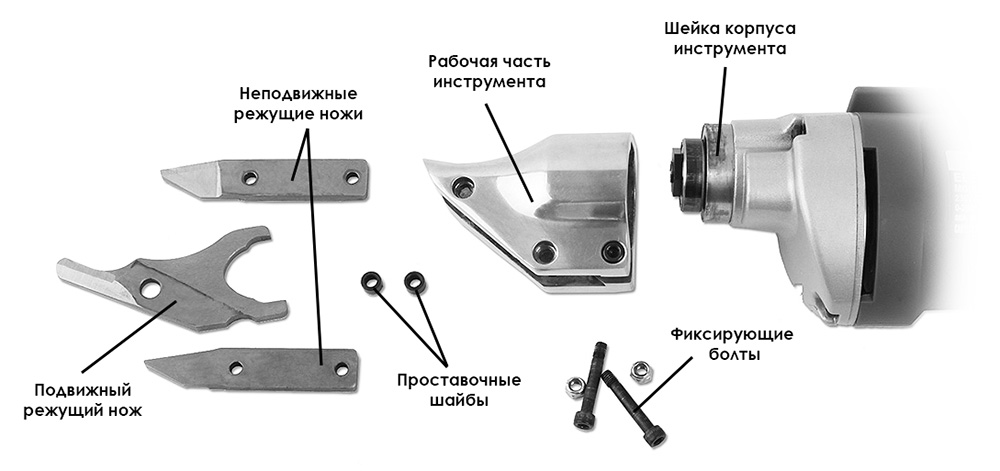 Шейка корпуса
инструмента
Рабочая часть
инструмента
Неподвижные
режущие ножи
Фиксирующие
болты
Проставочные
шайбы
Подвижный
режущий нож